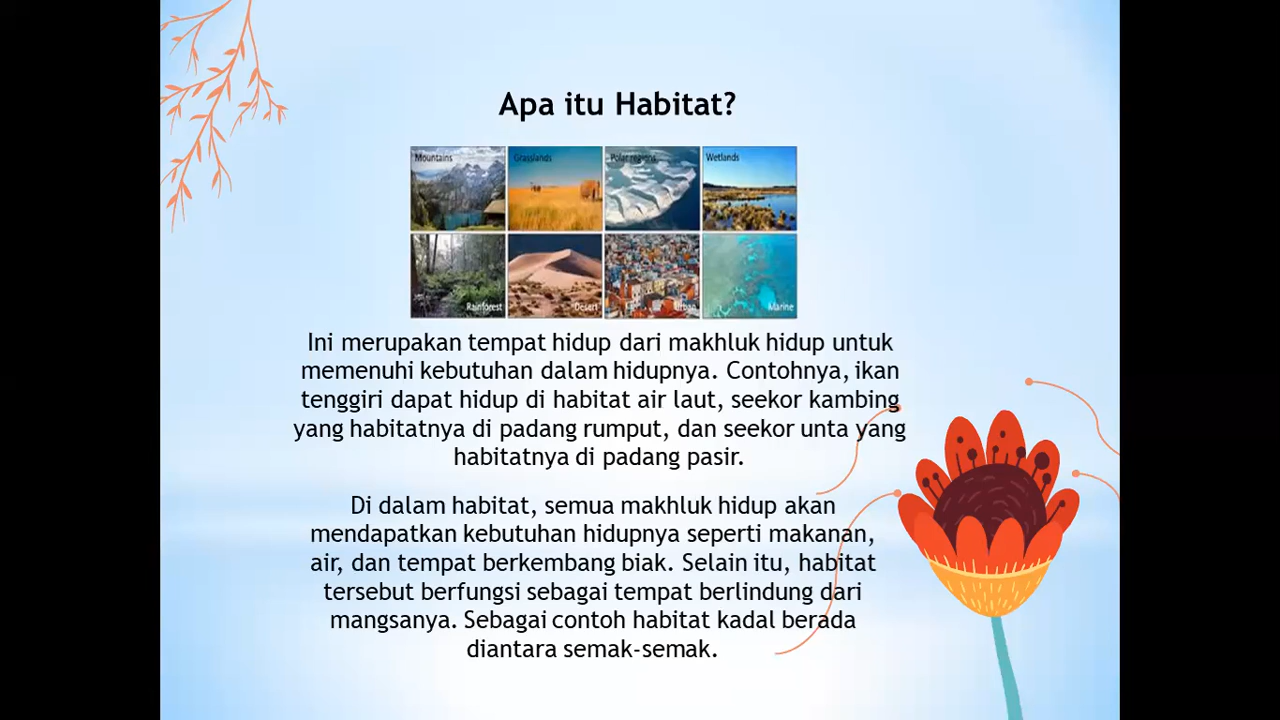 Apa itu Habitat?
Mountains
Grasslands
Polar regions
Wetlands
Rainforest
Desert
Urban
Marine
Ini merupakan tempat hidup dari makhluk hidup untuk
memenuhi kebutuhan dalam hidupnya. Contohnya, ikan
tenggiri dapat hidup di habitat air laut, seekor kambing
yang habitatnya di padang rumput, dan seekor unta yang
habitatnya di padang pasir.
Di dalam habitat, semua makhluk hidup akan
mendapatkan kebutuhan hidupnya seperti makanan,
air, dan tempat berkembang biak. Selain itu, habitat
tersebut berfungsi sebagai tempat berlindung dari
mangsanya. Sebagai contoh habitat kadal berada
diantara semak-semak.